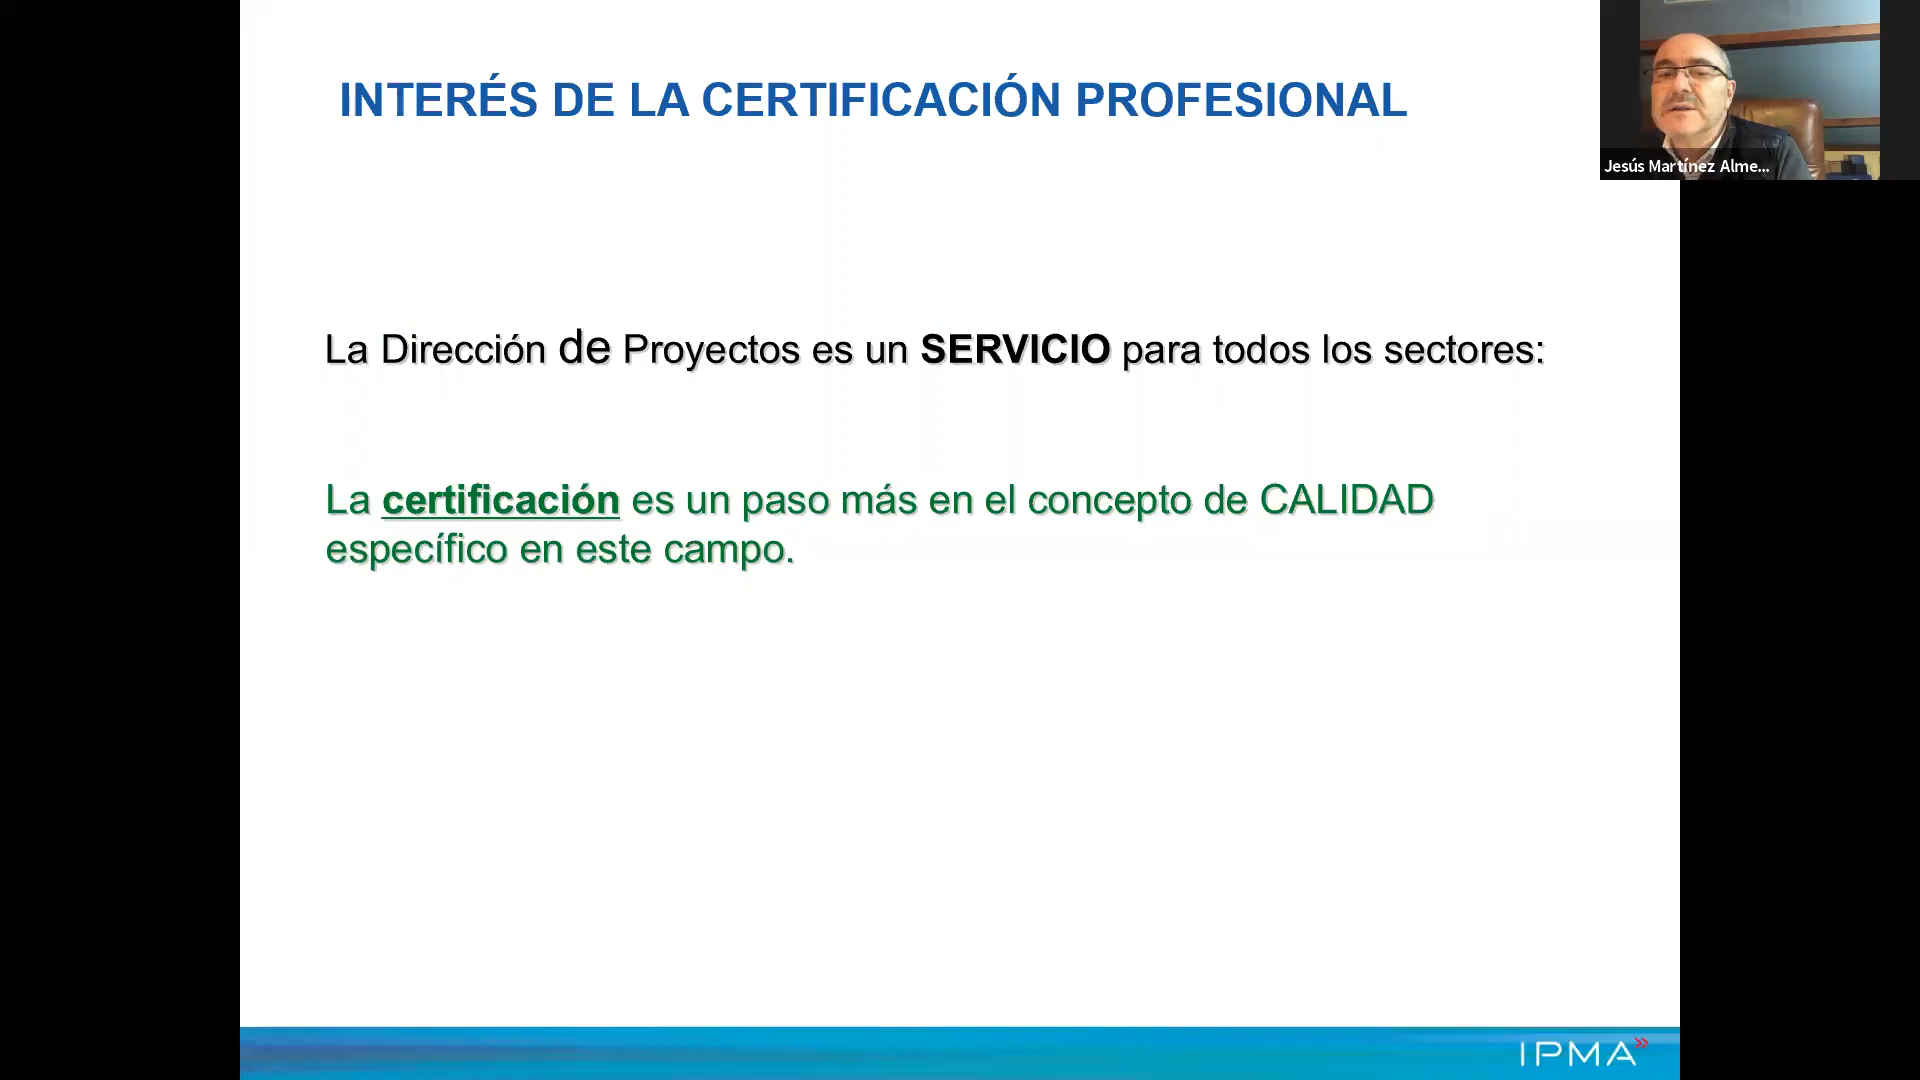 INTERÉS DE LA CERTIFICACIÓN PROFESIONAL
Jesús Martínez Alme...
La Dirección de Proyectos es un SERVICIO para todos los sectores:
La certificación es un paso más en el concepto de CALIDAD
específico en este campo.
IPMA